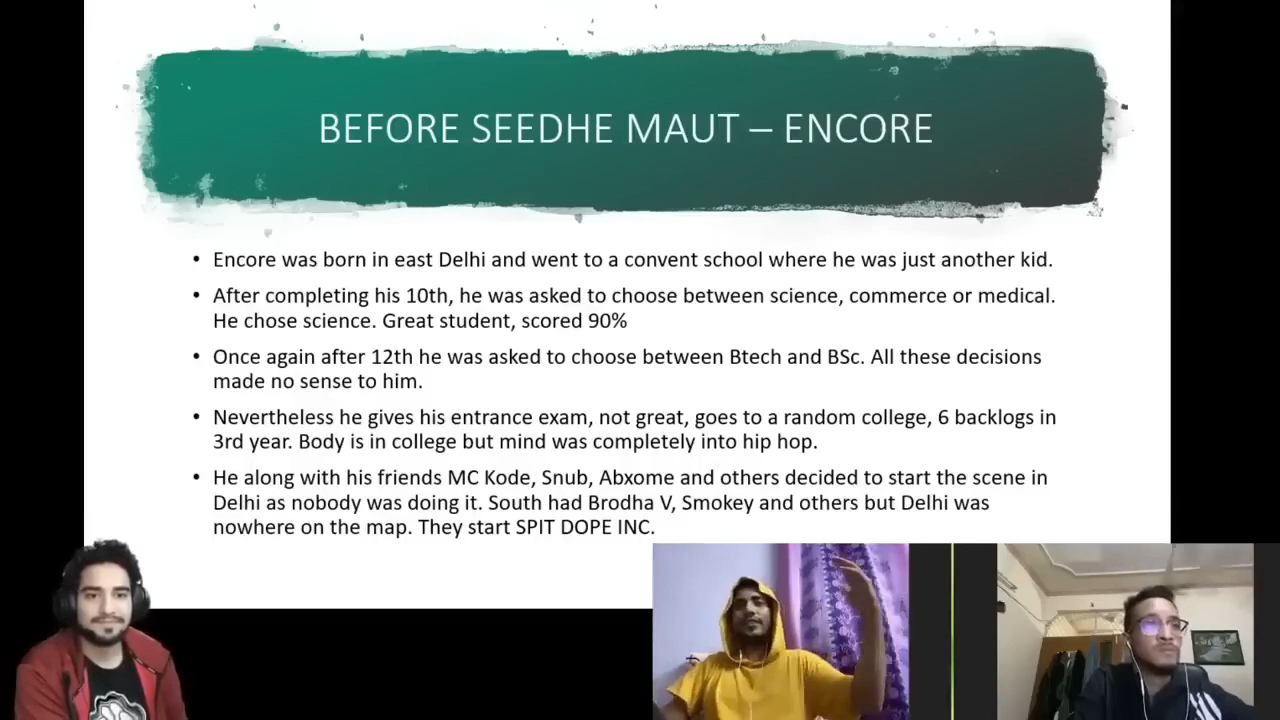 BEFORE SEEDHE MAUT – ENCORE
• Encore was born in east Delhi and went to a convent school where he was just another kid.
• After completing his 10th, he was asked to choose between science, commerce or medical.
He chose science. Great student, scored 90%
• Once again after 12th he was asked to choose between Btech and BSc. All these decisions
made no sense to him.
• Nevertheless he gives his entrance exam, not great, goes to a random college, 6 backlogs in
3rd year. Body is in college but mind was completely into hip hop.
• He along with his friends MC Kode, Snub, Abxome and others decided to start the scene in
Delhi as nobody was doing it. South had Brodha V, Smokey and others but Delhi was
nowhere on the map. They start SPIT DOPE INC.